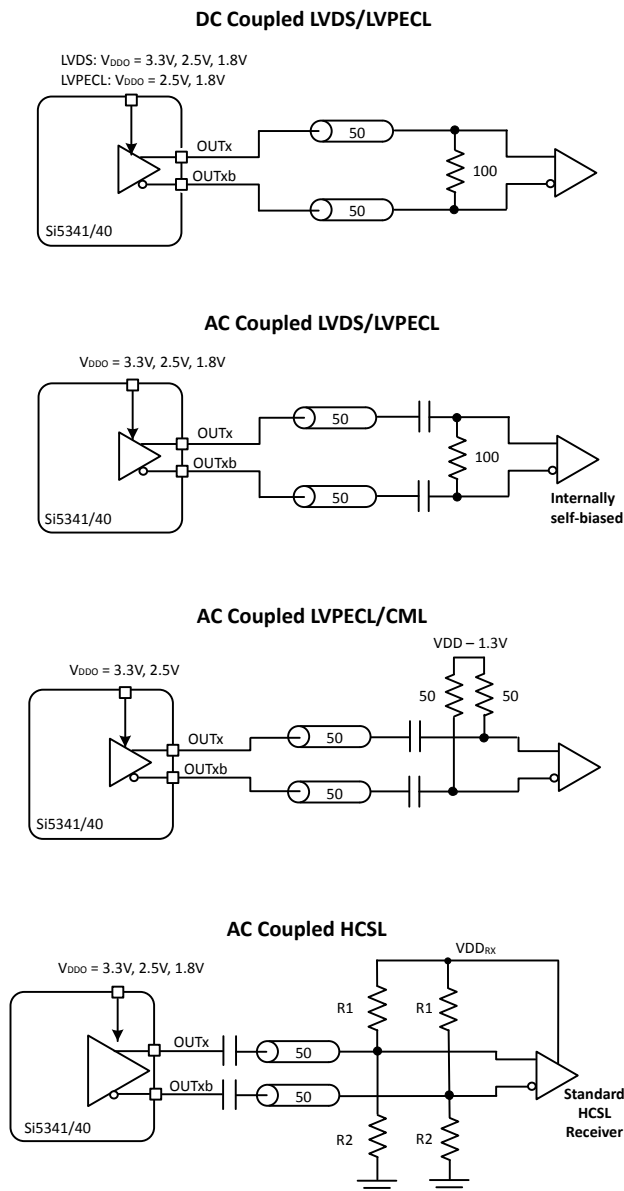 DC Coupled LVDS/LVPECL
LVDS: VDDO = 3.3V, 2.5V, 1.8V
LVPECL: VDDO = 2.5V, 1.8V
OUTx
50
100
OUTxb
50
Si5341/40
AC Coupled LVDS/LVPECL
VDDO = 3.3V, 2.5V, 1.8V
OUTx
50
100
OUTxb
50
Si5341/40
Internally
self-biased
AC Coupled LVPECL/CML
VDD – 1.3V
VDDO = 3.3V, 2.5V
50
50
OUTx
50
OUTxb
50
Si5341/40
AC Coupled HCSL
VDDRX
VDDO = 3.3V, 2.5V, 1.8V
R1
R1
OUTx
50
OUTxb
50
Standard
HCSL
Receiver
Si5341/40
R2
R2